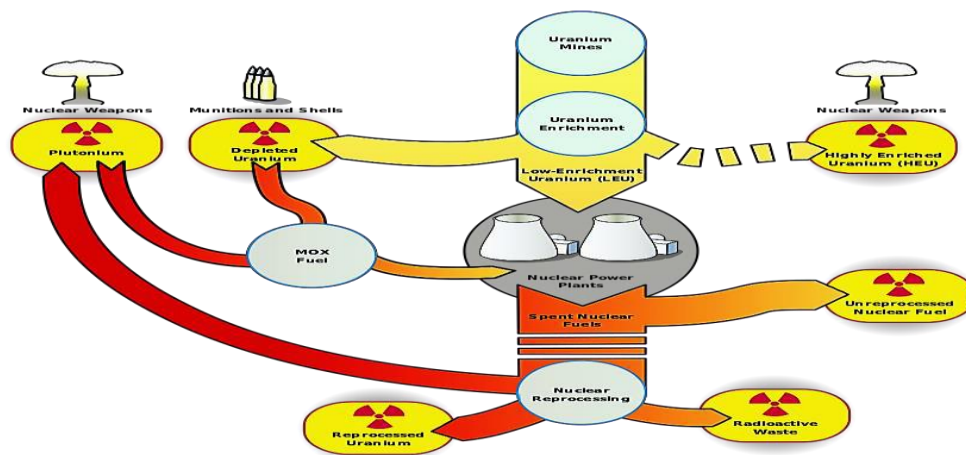 Uranium
Mines
Nuclear Weapons
Munitions and Shells
Nuclear Weapons
Uranium
Enrichment
Plutonium
Depleted
Uranium
Highly Enriched
Uranium (HEU)
Low-Enrichment
Uranium (LEU)
MOX
Fuel
Nuclear Power
Plants
Unreprocessed
Nuclear Fuel
Spent Nuclear
Fuels
Nuclear
Reprocessing
Reprocessed
Uranium
Radioactive
Waste